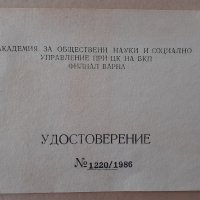 АКАДЕМИЯ ЗА ОБЩЕСТВЕНИ НАУКИ И СОЦИАЛНО
УПРАВЛЕНИЕ ПРИ ЦК НА БКП
ФИЛИАЛ ВАРНА
УДОСТОВЕРЕНИЕ
№ 1220/1986